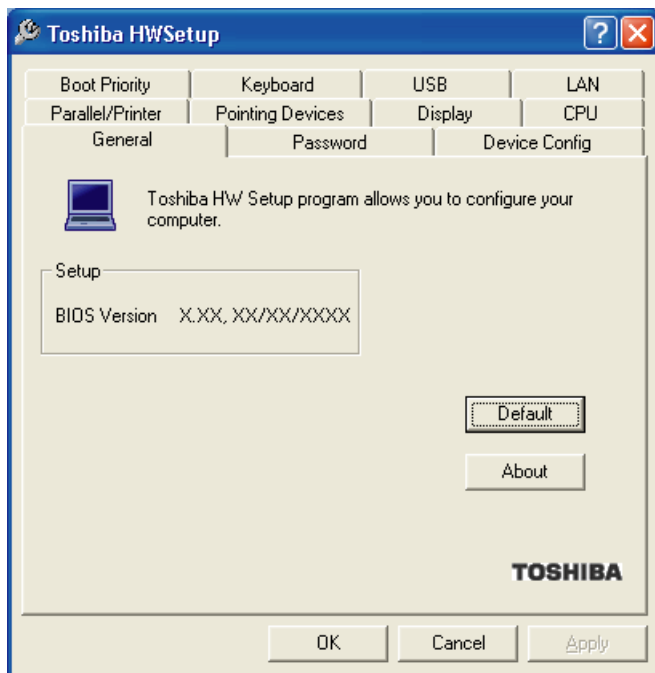 Toshiba HWSetup
Boot Priority Keyboard USB LAN
Parallel/Printer Pointing Devices Display CPU
General Password Device Config
Toshiba HW Setup program allows you to configure your
computer.
Setup
BIOS Version X.XX, XX/XX/XXXX
Default
About
TOSHIBA
OK Cancel Apply